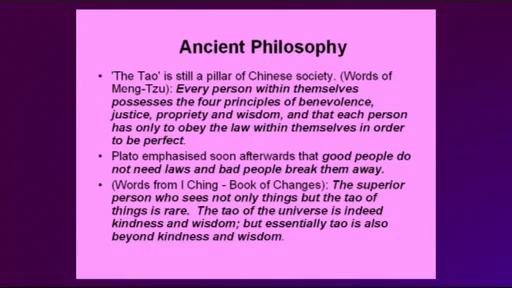 Ancient Philosophy
• 'The Tao' is still a pillar of Chinese society. (Words of
Meng-Tzu): Every person within themselves
possesses the four principles of benevolence,
justice, propriety and wisdom, and that each person
has only to obey the law within themselves in order
to be perfect.
• Plato emphasised soon afterwards that good people do
not need laws and bad people break them away.
• (Words from I Ching - Book of Changes): The superior
person who sees not only things but the tao of
things is rare. The tao of the universe is indeed
kindness and wisdom; but essentially tao is also
beyond kindness and wisdom.